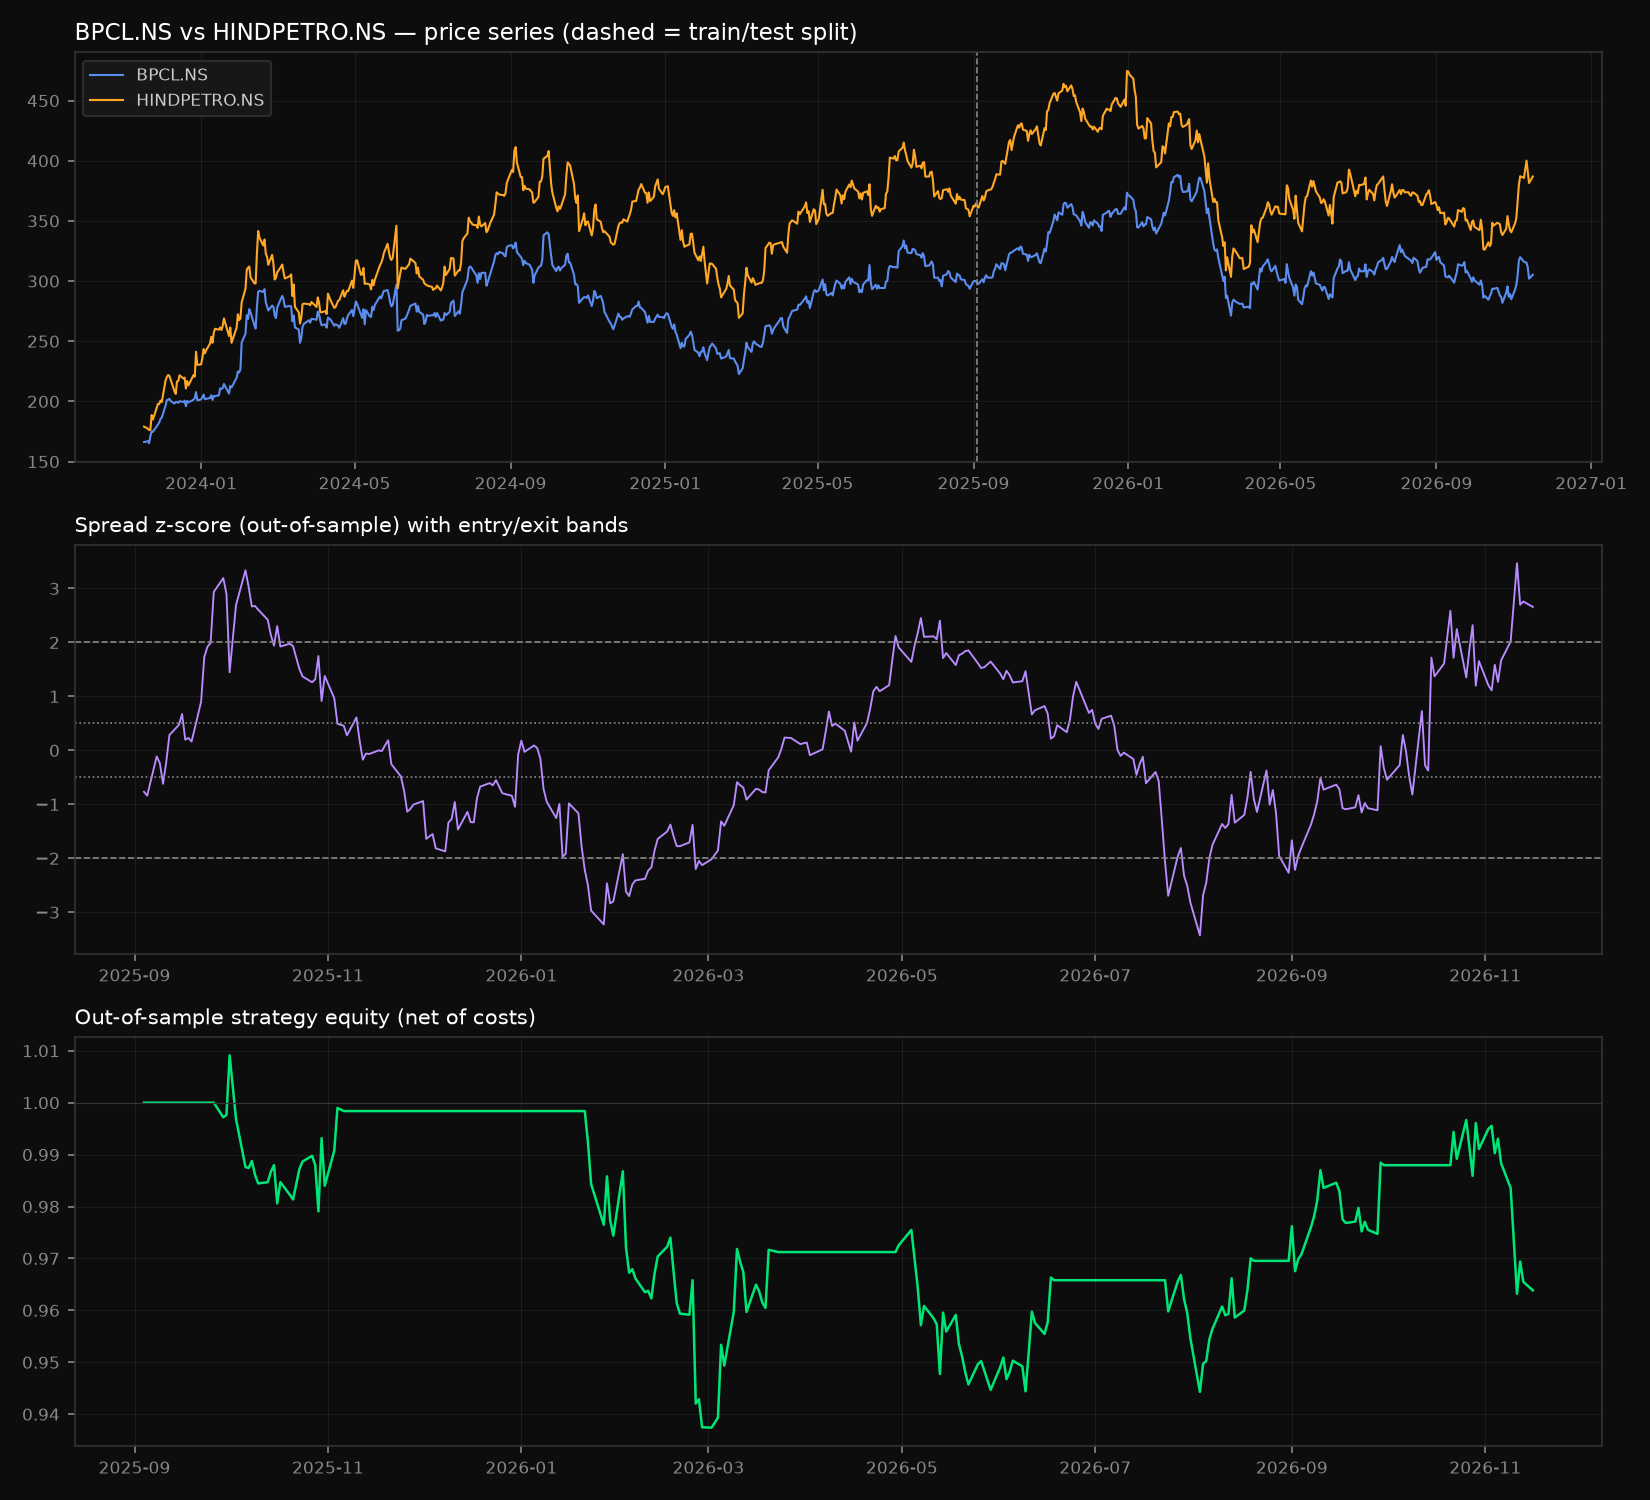 BPCL.NS vs HINDPETRO.NS — price series (dashed = train/test split)
BPCL.NS
HINDPETRO.NS
450
400
350
300
250
200
150
2024-01 2024-05 2024-09 2025-01 2025-05 2025-09 2026-01 2026-05 2026-09 2027-01
Spread z-score (out-of-sample) with entry/exit bands
3
2
1
0
−1
−2
−3
2025-09 2025-11 2026-01 2026-03 2026-05 2026-07 2026-09 2026-11
Out-of-sample strategy equity (net of costs)
1.01
1.00
0.99
0.98
0.97
0.96
0.95
0.94
2025-09 2025-11 2026-01 2026-03 2026-05 2026-07 2026-09 2026-11